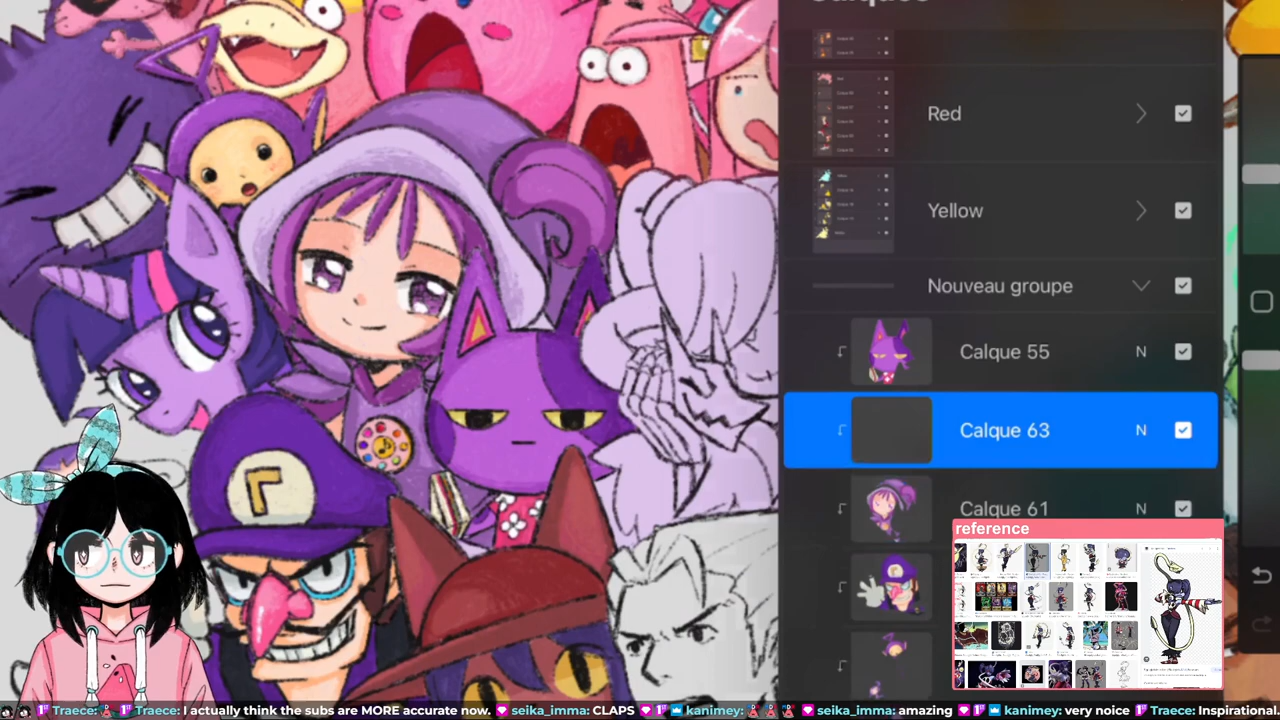 Red
Yellow
Nouveau groupe
Calque 55 N
Calque 63 N
Calque 61 N
reference
Traece: Traece: I actually think the subs are MORE accurate now. seika_imma: CLAPS kanimey: seika_imma: amazing kanimey: very noice Traece: Inspirational.